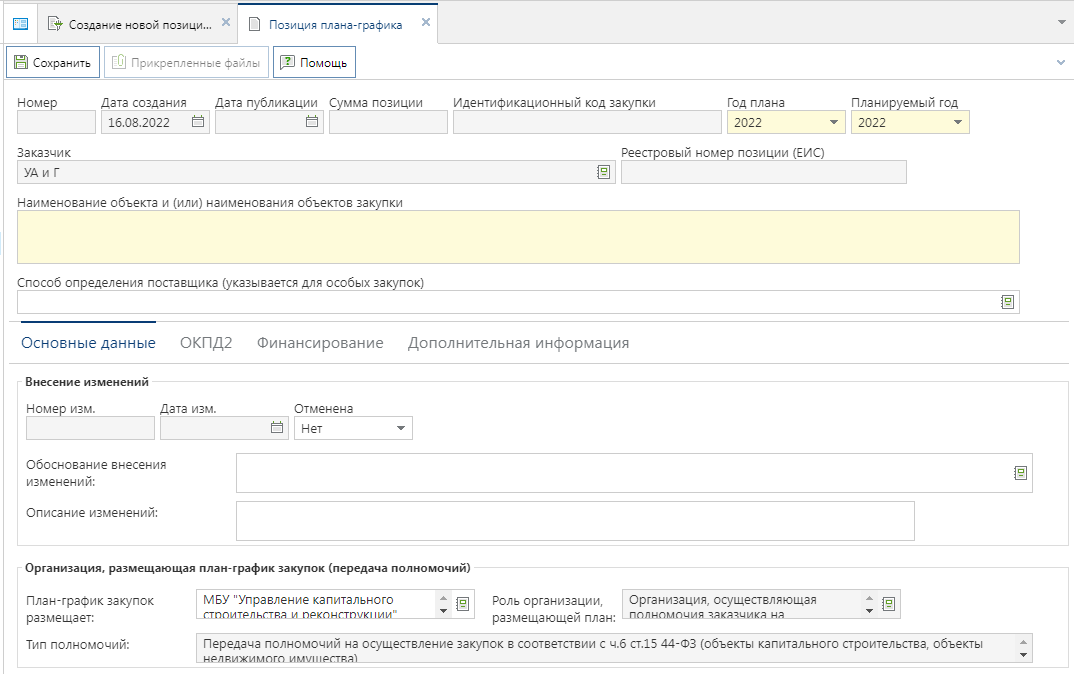 Создание новой позици...
Позиция плана-графика
Сохранить
Прикрепленные файлы
Помощь
Номер
Дата создания
Дата публикации
Сумма позиции
Идентификационный код закупки
Год плана
Планируемый год
16.08.2022
2022
2022
Заказчик
Реестровый номер позиции (ЕИС)
УА и Г
Наименование объекта и (или) наименования объектов закупки
Способ определения поставщика (указывается для особых закупок)
Основные данные
ОКПД2
Финансирование
Дополнительная информация
Внесение изменений
Номер изм.
Дата изм.
Отменена
Нет
Обоснование внесения
изменений:
Описание изменений:
Организация, размещающая план-график закупок (передача полномочий)
План-график закупок
размещает:
МБУ "Управление капитального
строительства и реконструкции"
Роль организации,
размещающей план:
Организация, осуществляющая
полномочия заказчика на
Тип полномочий:
Передача полномочий на осуществление закупок в соответствии с ч.6 ст.15 44-ФЗ (объекты капитального строительства, объекты
недвижимого имущества)